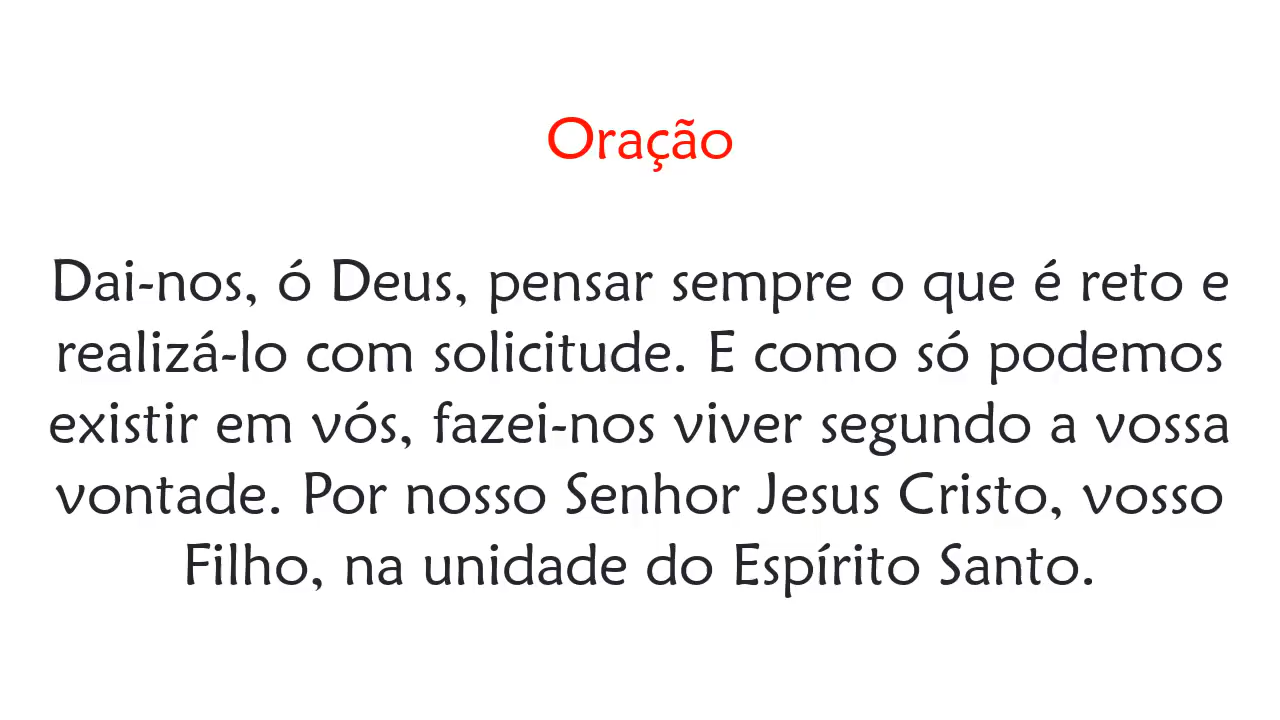 Oração
Dai-nos, ó Deus, pensar sempre o que é reto e
realizá-lo com solicitude. E como só podemos
existir em vós, fazei-nos viver segundo a vossa
vontade. Por nosso Senhor Jesus Cristo, vosso
Filho, na unidade do Espírito Santo.